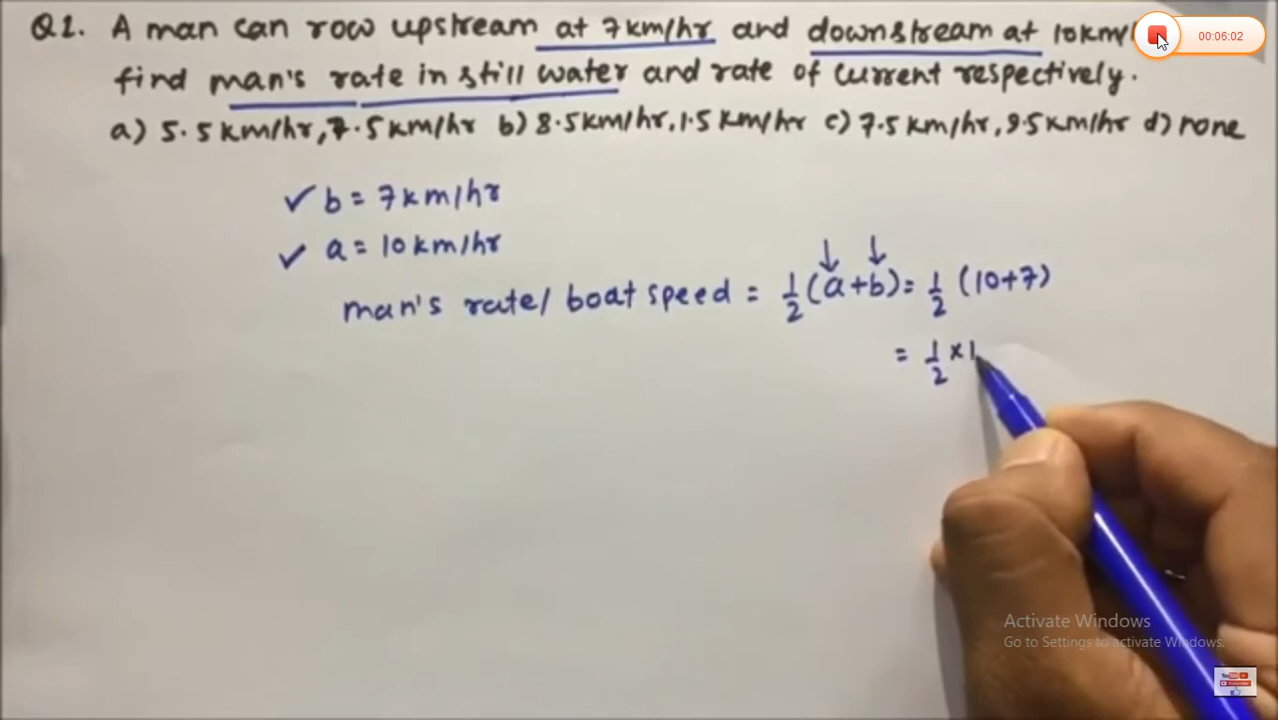 Q1. A man can row upstream at 7km/hr and downstream at 10km/
find man's rate in still water and rate of current respectively.
a) 5.5km/hr, 7.5km/hr b) 8.5km/hr, 1.5km/hr c) 7.5km/hr, 9.5km/hr d) none
✓ b = 7km/hr
✓ a = 10km/hr
man's rate/ boat speed = 1/2 (a+b) = 1/2 (10+7)
= 1/2 × 1
00:06:02
Activate Windows
Go to Settings to activate Windows.